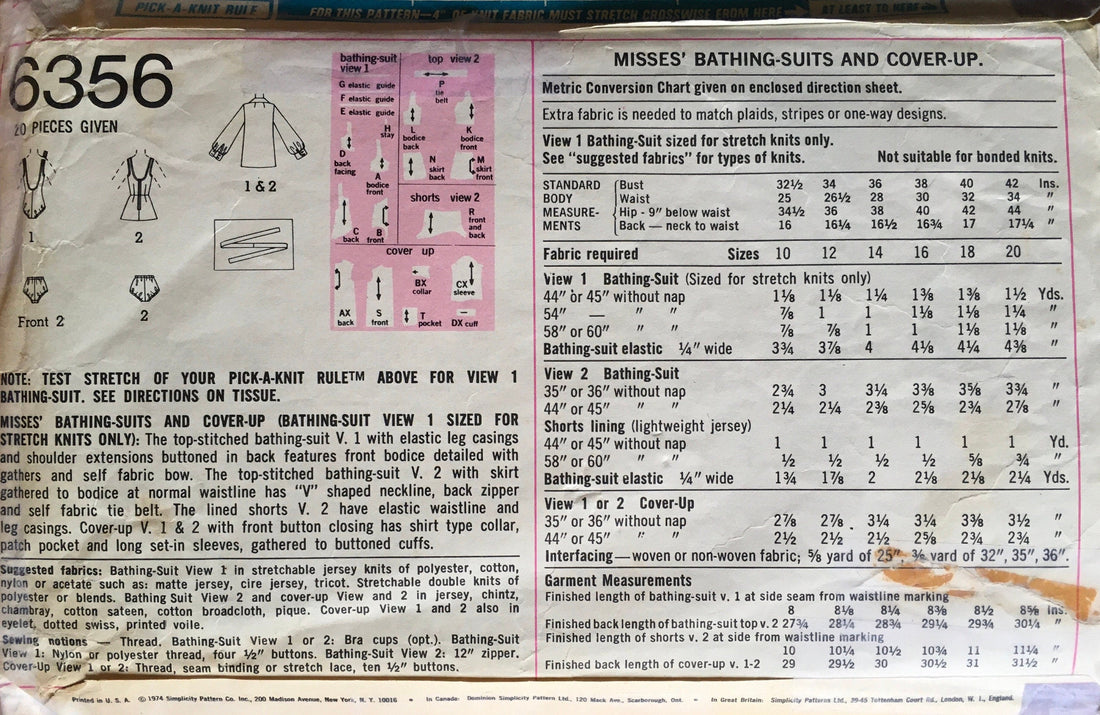 PICK-A-KNIT RULE
FOR THIS PATTERN—4" OF KNIT FABRIC MUST STRETCH CROSSWISE FROM HERE
AT LEAST TO HERE
6356
20 PIECES GIVEN
1
2
1 & 2
Front 2
2
bathing-suit
view 1
G elastic guide
F elastic guide
E elastic guide
H
stay
D
back
facing
A
bodice
front
C
back
B
front
top view 2
P
tie
belt
L
bodice
back
K
bodice
front
N
skirt
back
M
skirt
front
shorts view 2
R
front
and
back
cover up
BX
collar
CX
sleeve
AX
back
S
front
T
pocket
DX cuff
NOTE: TEST STRETCH OF YOUR PICK-A-KNIT RULE™ ABOVE FOR VIEW 1
BATHING-SUIT. SEE DIRECTIONS ON TISSUE.
MISSES' BATHING-SUITS AND COVER-UP (BATHING-SUIT VIEW 1 SIZED FOR
STRETCH KNITS ONLY): The top-stitched bathing-suit V. 1 with elastic leg casings
and shoulder extensions buttoned in back features front bodice detailed with
gathers and self fabric bow. The top-stitched bathing-suit V. 2 with skirt
gathered to bodice at normal waistline has "V" shaped neckline, back zipper
and self fabric tie belt. The lined shorts V. 2 have elastic waistline and
leg casings. Cover-up V. 1 & 2 with front button closing has shirt type collar,
patch pocket and long set-in sleeves, gathered to buttoned cuffs.
Suggested fabrics: Bathing-Suit View 1 in stretchable jersey knits of polyester, cotton,
nylon or acetate such as: matte jersey, cire jersey, tricot. Stretchable double knits of
polyester or blends. Bathing Suit View 2 and cover-up View and 2 in jersey, chintz,
chambray, cotton sateen, cotton broadcloth, pique. Cover-up View 1 and 2 also in
eyelet, dotted swiss, printed voile.
Sewing notions — Thread. Bathing-Suit View 1 or 2: Bra cups (opt.). Bathing-Suit
View 1: Nylon or polyester thread, four ½" buttons. Bathing-Suit View 2: 12" zipper.
Cover-Up View 1 or 2: Thread, seam binding or stretch lace, ten ½" buttons.
MISSES' BATHING-SUITS AND COVER-UP.
Metric Conversion Chart given on enclosed direction sheet.
Extra fabric is needed to match plaids, stripes or one-way designs.
View 1 Bathing-Suit sized for stretch knits only.
See "suggested fabrics" for types of knits. Not suitable for bonded knits.
STANDARD Bust 32½ 34 36 38 40 42 Ins.
BODY Waist 25 26½ 28 30 32 34 "
MEASURE- Hip - 9" below waist 34½ 36 38 40 42 44 "
MENTS Back — neck to waist 16 16¼ 16½ 16¾ 17 17¼ "
Fabric required Sizes 10 12 14 16 18 20
View 1 Bathing-Suit (Sized for stretch knits only)
44" or 45" without nap 1⅛ 1⅛ 1¼ 1⅜ 1⅜ 1½ Yds.
54" — " " ⅞ 1 1 1⅛ 1⅛ 1¼ "
58" or 60" " " ⅞ ⅞ 1 1 1⅛ 1⅛ "
Bathing-suit elastic ¼" wide 3¾ 3⅞ 4 4⅛ 4¼ 4⅜ "
View 2 Bathing-Suit
35" or 36" without nap 2¾ 3 3¼ 3⅜ 3⅝ 3¾ "
44" or 45" " " 2¼ 2¼ 2⅜ 2⅝ 2¾ 2⅞ "
Shorts lining (lightweight jersey)
44" or 45" without nap 1 1 1 1 1 1 Yd.
58" or 60" " " ½ ½ ½ ½ ⅝ ¾ "
Bathing-suit elastic ¼" wide 1¾ 1⅞ 2 2⅛ 2⅛ 2¼ Yds.
View 1 or 2 Cover-Up
35" or 36" without nap 2⅞ 2⅞ 3¼ 3¼ 3⅜ 3½ "
44" or 45" " " 2½ 2½ 2½ 2⅝ 2¾ 2¾ "
Interfacing—woven or non-woven fabric; ⅝ yard of 25", ⅜ yard of 32", 35", 36".
Garment Measurements
Finished length of bathing-suit v. 1 at side seam from waistline marking
8 8⅛ 8¼ 8⅜ 8½ 8⅝ Ins.
Finished back length of bathing-suit top v. 2 27¾ 28¼ 28¾ 29¼ 29¾ 30¼ "
Finished length of shorts v. 2 at side from waistline marking
10 10¼ 10½ 10¾ 11 11¼ "
Finished back length of cover-up v. 1-2 29 29½ 30 30½ 31 31½ "
Printed in U. S. A. © 1974 Simplicity Pattern Co. Inc., 200 Madison Avenue, New York, N. Y. 10016 - In Canada: Dominion Simplicity Pattern Ltd., 120 Mack Ave., Scarborough, Ont. - In Great Britain: Simplicity Patterns Ltd., 39-45 Tottenham Court Rd., London, W. 1., England.